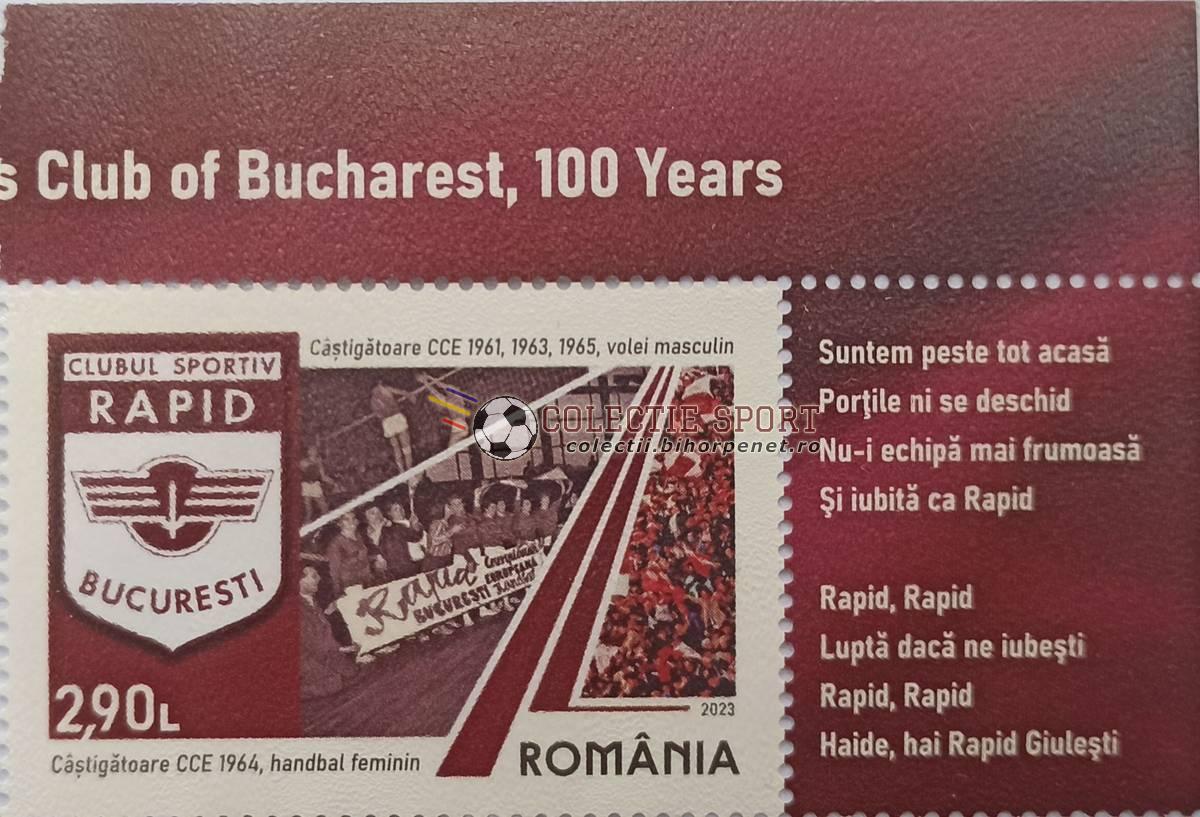 s Club of Bucharest, 100 Years
CLUBUL SPORTIV
RAPID
BUCURESTI
2,90L
Câștigătoare CCE 1961, 1963, 1965, volei masculin
COLECTIE SPORT
colectii.bihorpenet.ro
Rapid
BUCUREȘTI
EUROPEANA
2023
Câștigătoare CCE 1964, handbal feminin
ROMÂNIA
Suntem peste tot acasă
Porţile ni se deschid
Nu-i echipă mai frumoasă
Şi iubită ca Rapid
Rapid, Rapid
Luptă dacă ne iubeşti
Rapid, Rapid
Haide, hai Rapid Giuleşti